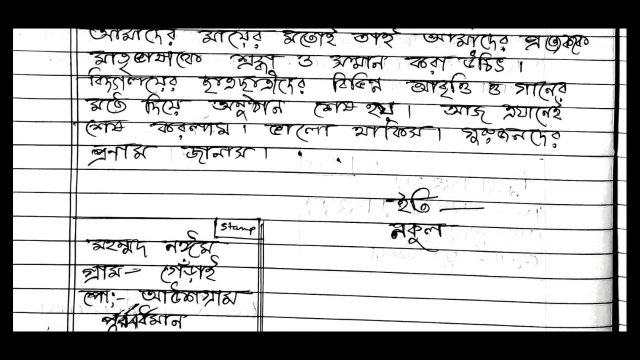 আমাদের মায়ের মতোই তাই আমাদের প্রত্যেককে
মাতৃভাষাকে শ্রদ্ধা ও সম্মান করা উচিৎ।
বিদ্যালয়ের ছাত্রছাত্রীদের বিভিন্ন আবৃত্তি ও গানের
মধ্যে দিয়ে অনুষ্ঠান শেষ হয়। আজ এখানেই
শেষ করলাম। ভালো থাকিস। গুরুজনদের
প্রনাম জানাস।
ইতি
নকুল
Stamp
মহম্মদ নঈম
গ্রাম - গেঁড়াই
পো:- আউশগ্রাম
পূর্ববর্ধমান